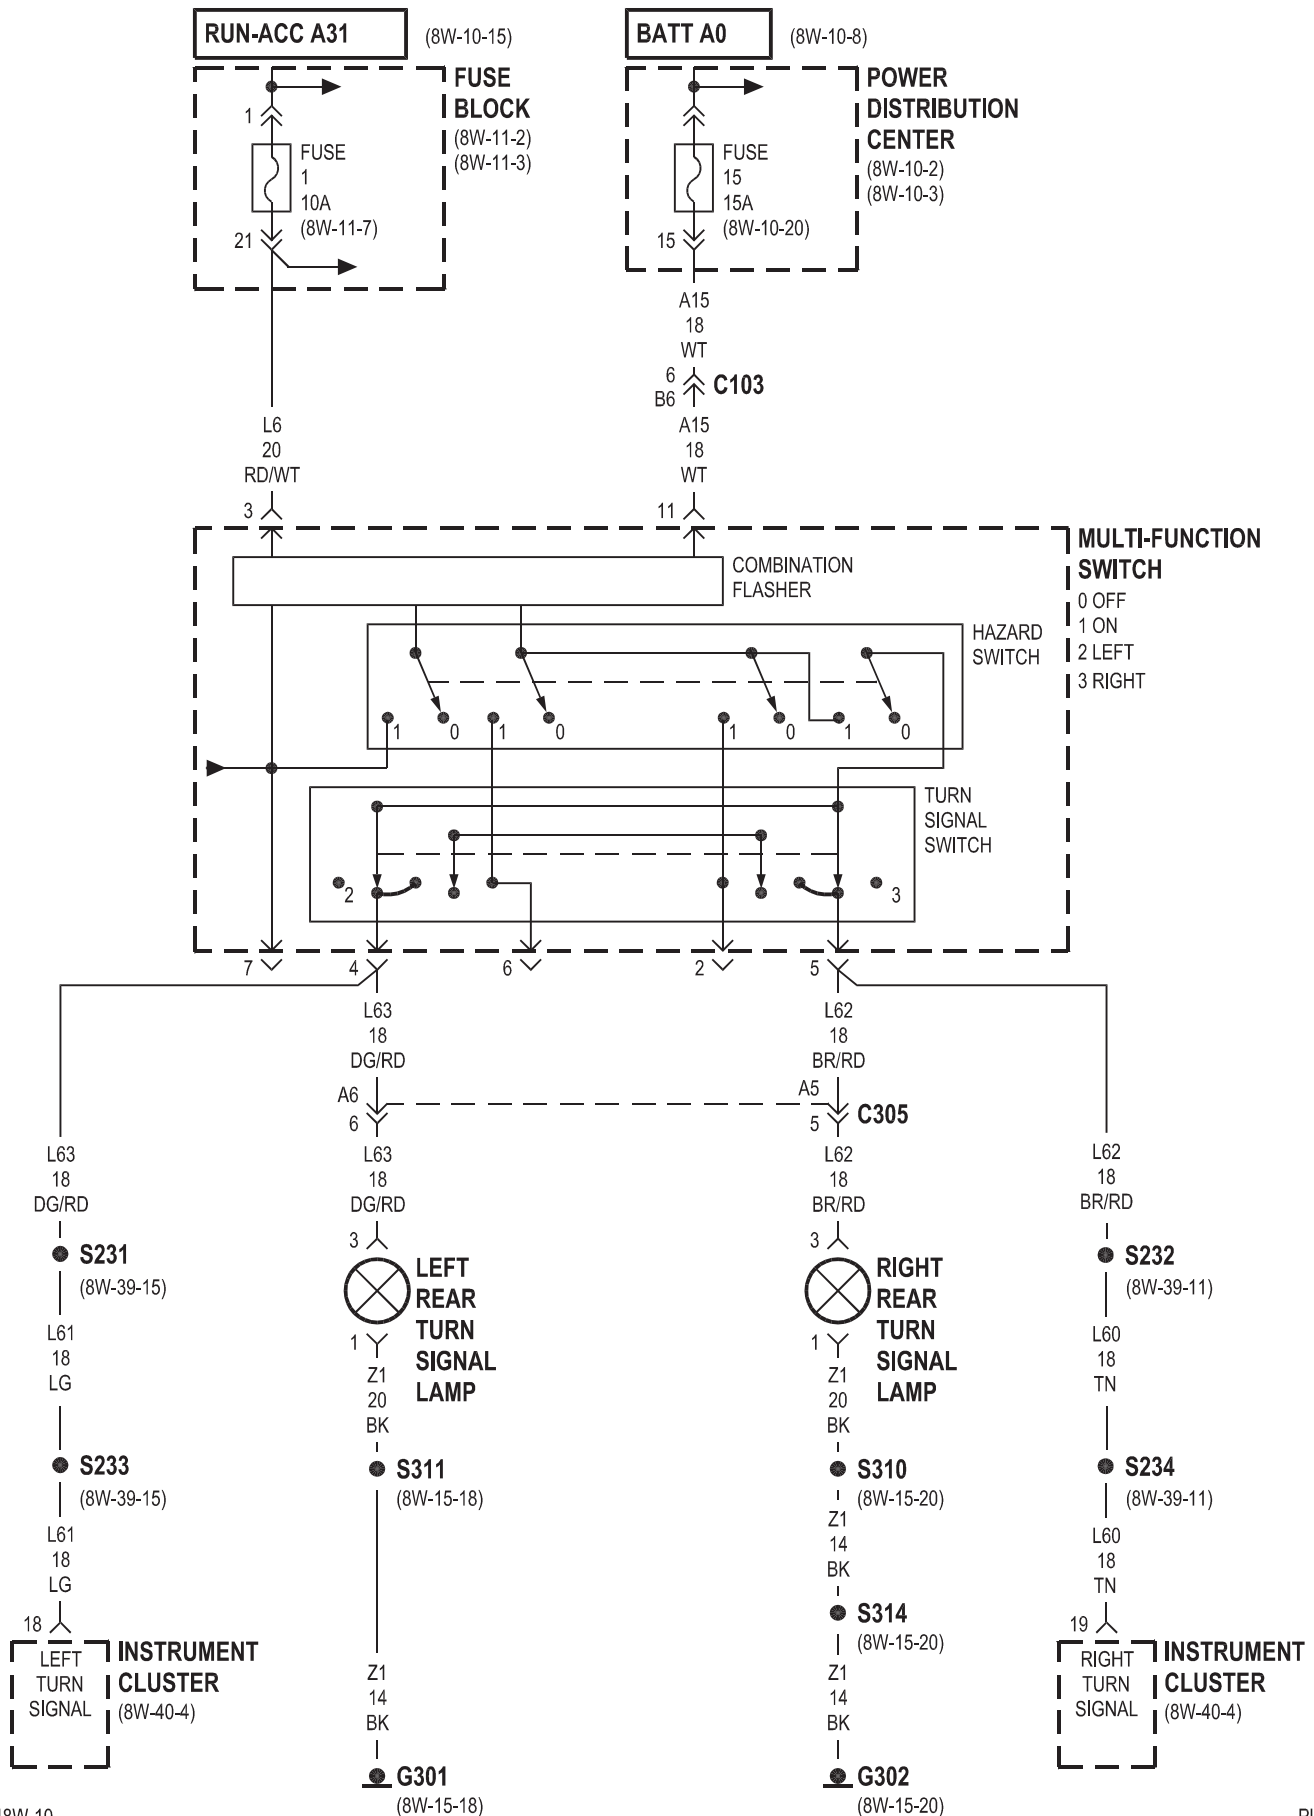 RUN-ACC A31
(8W-10-15)
BATT A0
(8W-10-8)
FUSE
BLOCK
(8W-11-2)
(8W-11-3)
1
FUSE
1
10A
(8W-11-7)
21
POWER
DISTRIBUTION
CENTER
(8W-10-2)
(8W-10-3)
FUSE
15
15A
(8W-10-20)
15
A15
18
WT
6
B6
C103
A15
18
WT
L6
20
RD/WT
3
11
MULTI-FUNCTION
SWITCH
0 OFF
1 ON
2 LEFT
3 RIGHT
COMBINATION
FLASHER
HAZARD
SWITCH
1 0 1 0 1 0 1 0
TURN
SIGNAL
SWITCH
2 3
7 4 6 2 5
L63
18
DG/RD
L62
18
BR/RD
A6
6
A5
5
C305
L63
18
DG/RD
L63
18
DG/RD
L62
18
BR/RD
L62
18
BR/RD
S231
(8W-39-15)
L61
18
LG
S233
(8W-39-15)
L61
18
LG
18
LEFT
TURN
SIGNAL
INSTRUMENT
CLUSTER
(8W-40-4)
3
LEFT
REAR
TURN
SIGNAL
LAMP
1
Z1
20
BK
S311
(8W-15-18)
Z1
14
BK
G301
(8W-15-18)
3
RIGHT
REAR
TURN
SIGNAL
LAMP
1
Z1
20
BK
S310
(8W-15-20)
Z1
14
BK
S314
(8W-15-20)
Z1
14
BK
G302
(8W-15-20)
S232
(8W-39-11)
L60
18
TN
S234
(8W-39-11)
L60
18
TN
19
RIGHT
TURN
SIGNAL
INSTRUMENT
CLUSTER
(8W-40-4)